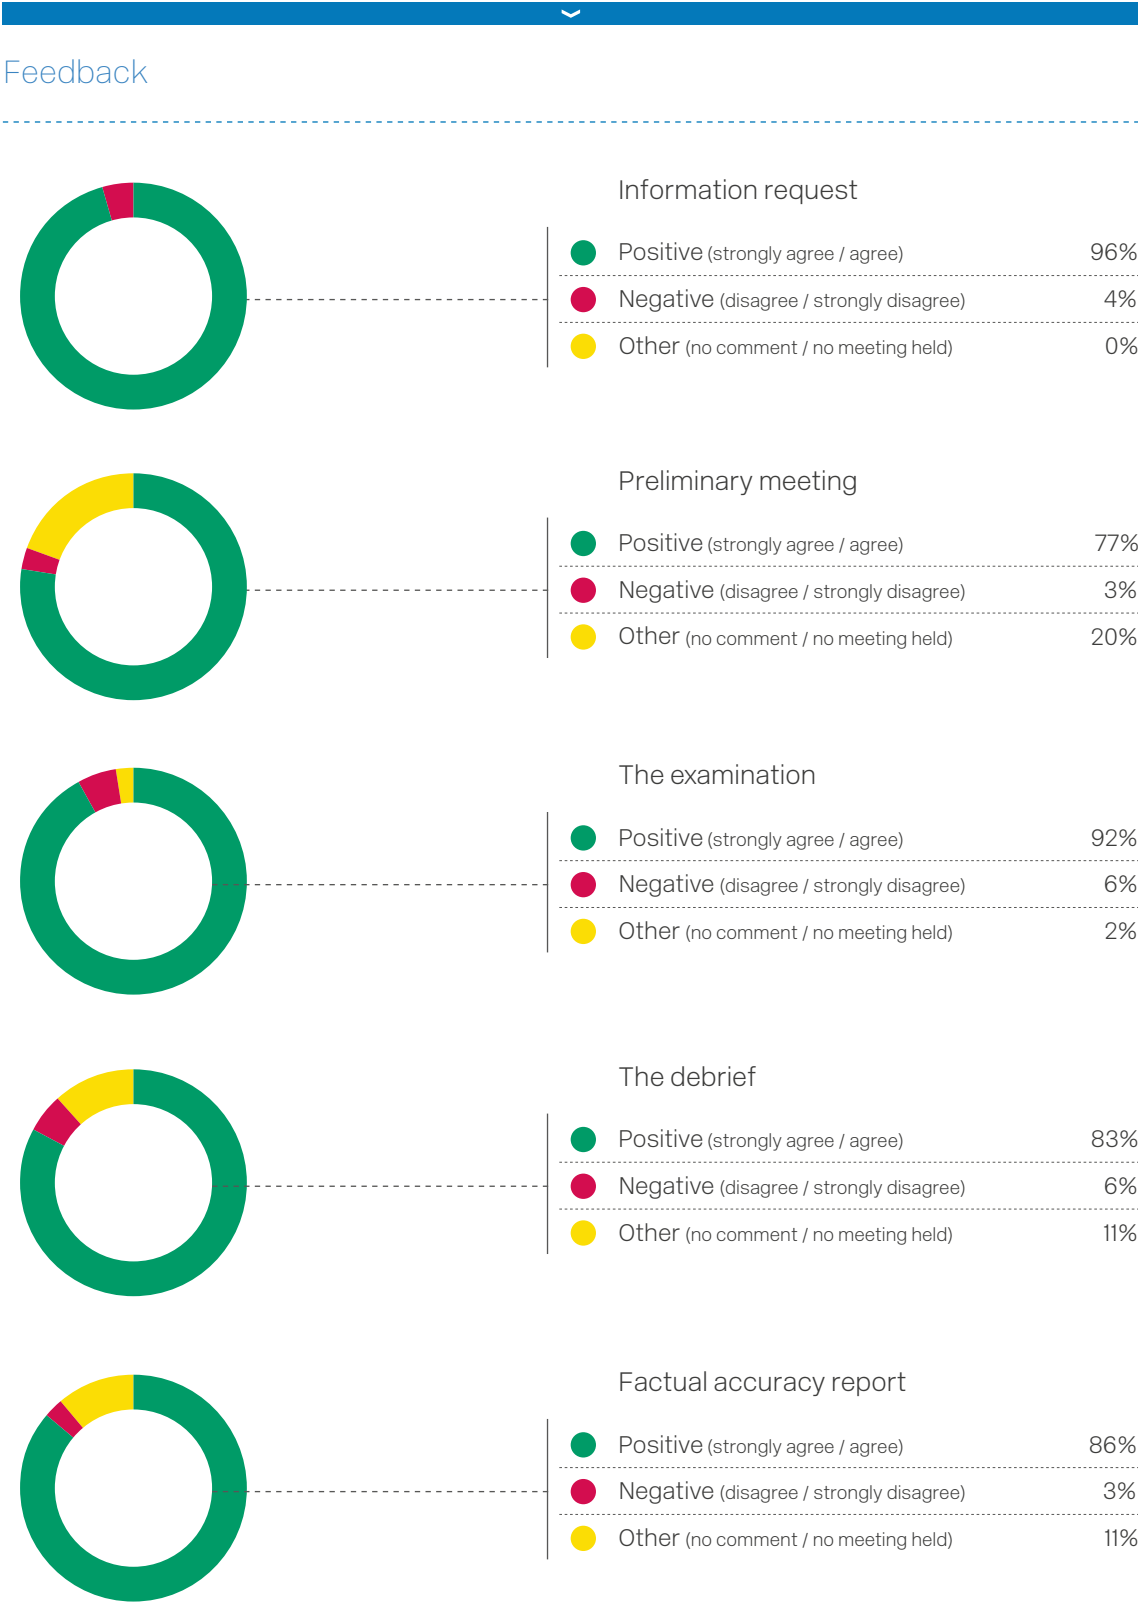 Feedback
Information request
Positive (strongly agree / agree) 96%
Negative (disagree / strongly disagree) 4%
Other (no comment / no meeting held) 0%
Preliminary meeting
Positive (strongly agree / agree) 77%
Negative (disagree / strongly disagree) 3%
Other (no comment / no meeting held) 20%
The examination
Positive (strongly agree / agree) 92%
Negative (disagree / strongly disagree) 6%
Other (no comment / no meeting held) 2%
The debrief
Positive (strongly agree / agree) 83%
Negative (disagree / strongly disagree) 6%
Other (no comment / no meeting held) 11%
Factual accuracy report
Positive (strongly agree / agree) 86%
Negative (disagree / strongly disagree) 3%
Other (no comment / no meeting held) 11%